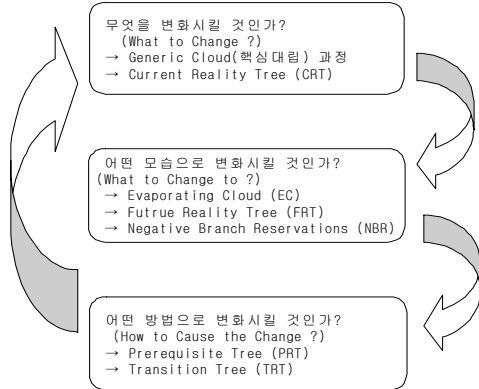 무엇을 변화시킬 것인가?
(What to Change ?)
→ Generic Cloud(핵심대립) 과정
→ Current Reality Tree (CRT)
어떤 모습으로 변화시킬 것인가?
(What to Change to ?)
→ Evaporating Cloud (EC)
→ Futrue Reality Tree (FRT)
→ Negative Branch Reservations (NBR)
어떤 방법으로 변화시킬 것인가?
(How to Cause the Change ?)
→ Prerequisite Tree (PRT)
→ Transition Tree (TRT)